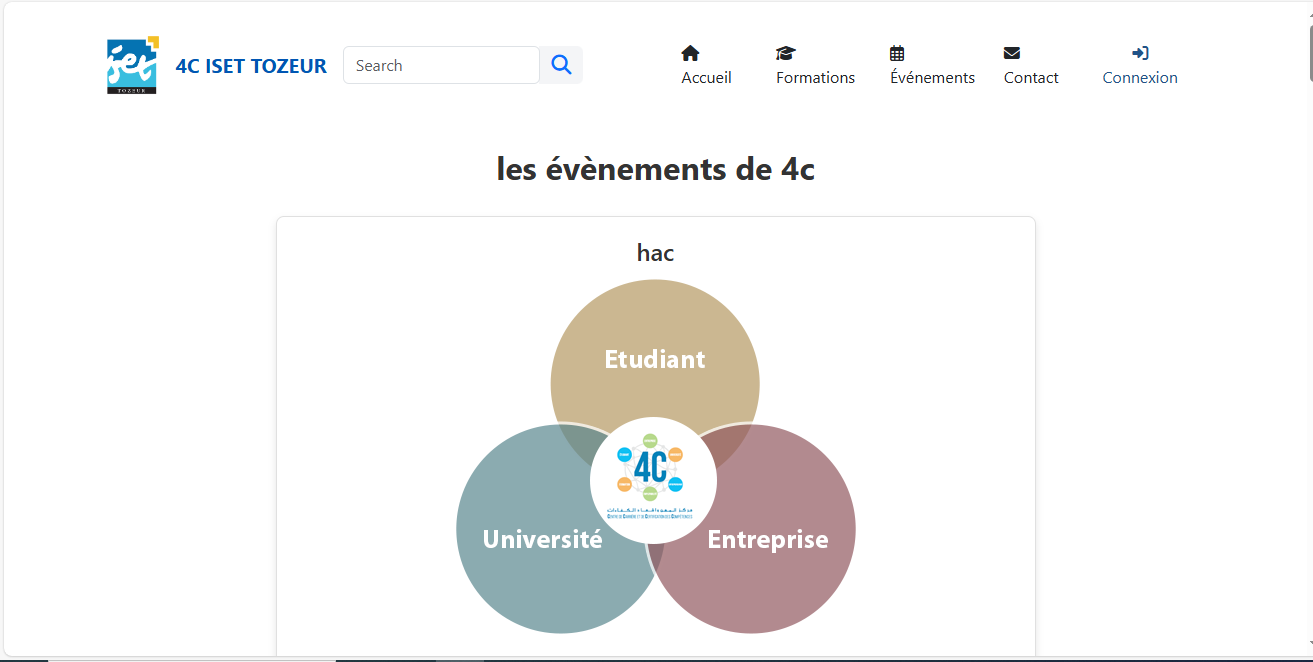 iset
TOZEUR
4C ISET TOZEUR
Search
Accueil
Formations
Événements
Contact
Connexion
les évènements de 4c
hac
Etudiant
4C
Université
Entreprise